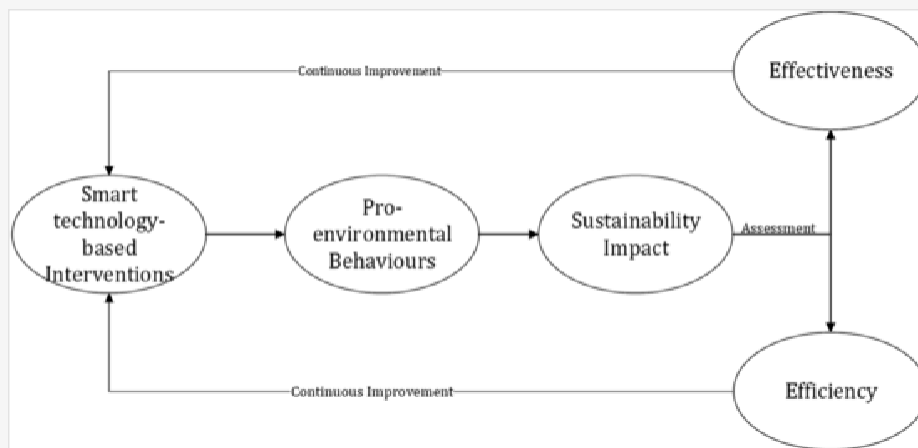 Effectiveness
Continuous Improvement
Smart
technology-
based
Interventions
Pro-
environmental
Behaviours
Sustainability
Impact
Assessment
Continuous Improvement
Efficiency